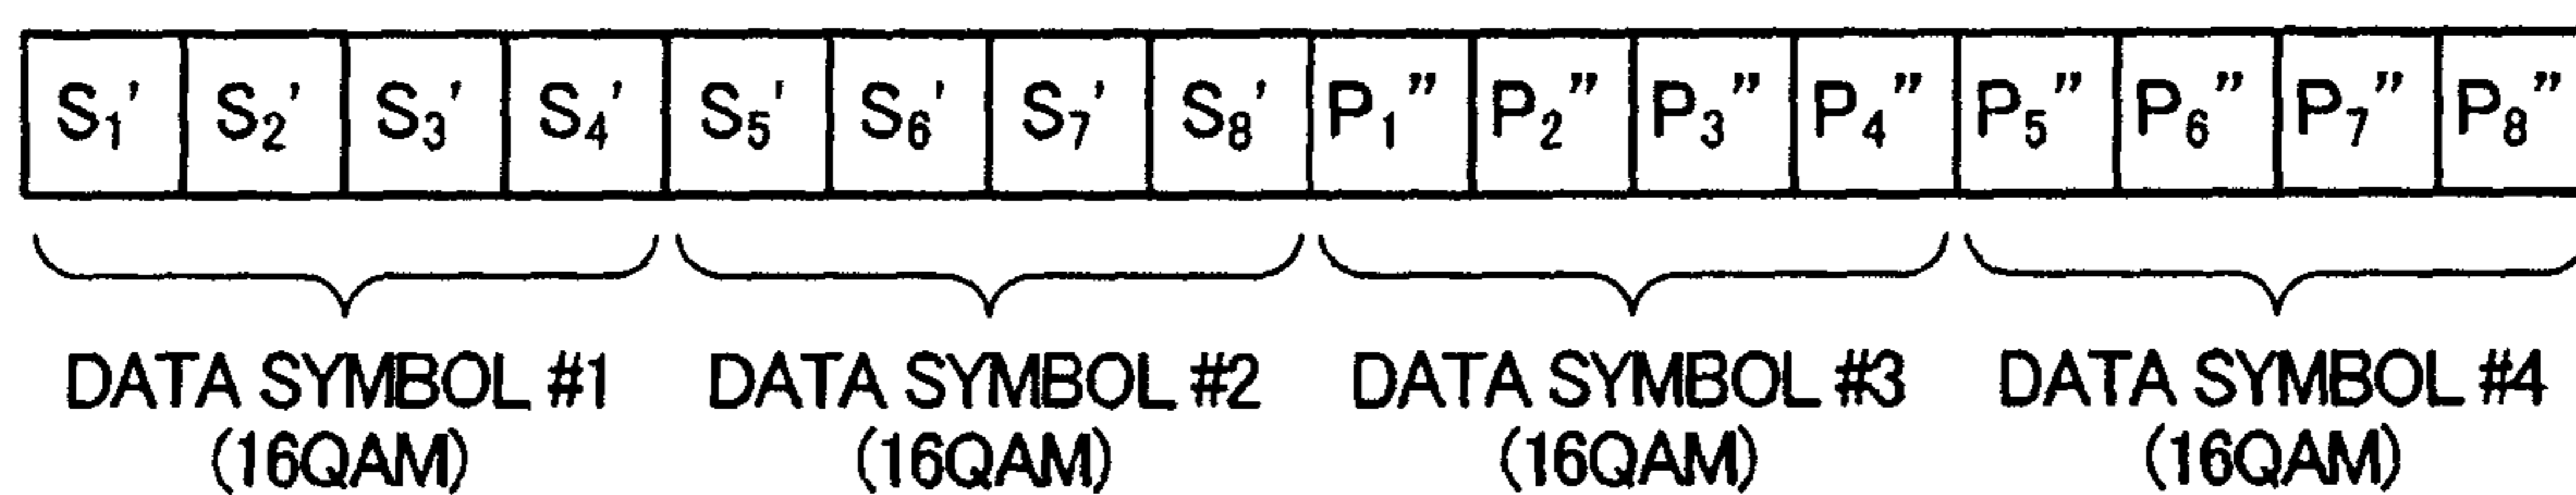 S₁' S₂' S₃' S₄' S₅' S₆' S₇' S₈' P₁” P₂” P₃” P₄” P₅” P₆” P₇” P₈”
DATA SYMBOL #1 DATA SYMBOL #2 DATA SYMBOL #3 DATA SYMBOL #4
(16QAM) (16QAM) (16QAM) (16QAM)